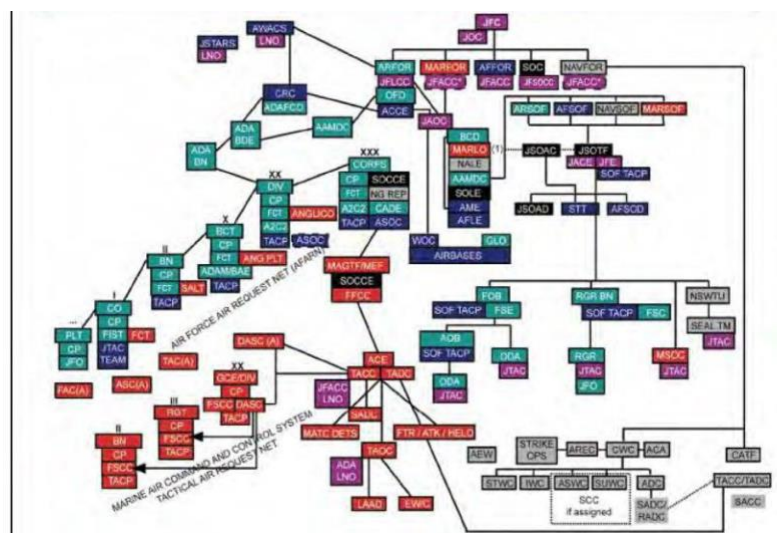 JFC
JOC
AWACS
LNO
JSTARS
LNO
ARFOR
JFLCC
MARFOR
JFACC*
AFFOR
JFACC
SOC
JFSOCC
NAVFOR
JFACC*
CRC
ADAFCO
OFD
ACCE
ADA
BDE
AAMDC
ADA
BN
JAOC
BCD
MARLO
(1)
NALE
AAMDC
SOLE
AME
AFLE
ARSOF
AFSOF
NAVSOF
MARSOF
JSOAC
JSOTF
JACE
JFE
SOF TACP
JSOAD
STT
AFSOD
XXX
CORPS
CP
SOCCE
FCT
NG REP
A2C2
CADE
TACP
ASOC
XX
DIV
CP
FCT
ANGLICO
A2C2
TACP
ASOC
X
BCT
CP
FCT
ANG PLT
ADAM/BAE
TACP
II
BN
CP
FCT
SALT
TACP
I
CO
CP
FIST
FCT
JTAC
TEAM
...
PLT
CP
JFO
AIR FORCE AIR REQUEST NET (AFARN)
WOC
GLO
AIRBASES
MAGTF/MEF
SOCCE
FFCC
FOB
SOF TACP
FSE
AOB
SOF TACP
ODA
JTAC
ODA
JTAC
RGR BN
SOF TACP
FSC
RGR
JTAC
JFO
MSOC
JTAC
NSWTU
SEAL TM
JTAC
DASC (A)
TAC(A)
FAC(A)
ASC(A)
XX
GCE/DIV
CP
FSCC
DASC
TACP
III
RGT
CP
FSCC
TACP
II
BN
CP
FSCC
TACP
MARINE AIR COMMAND AND CONTROL SYSTEM
TACTICAL AIR REQUEST NET
ACE
TACC
TADC
JFACC
LNO
SADC
MATC DETS
FTR / ATK / HELO
TAOC
ADA
LNO
LAAD
EW/C
AEW
STRIKE
OPS
AREC
CWC
ACA
CATF
STWC
IWC
ASWC
SUWC
ADC
SCC
if assigned
SADC/
RADC
TACC/TADC
SACC